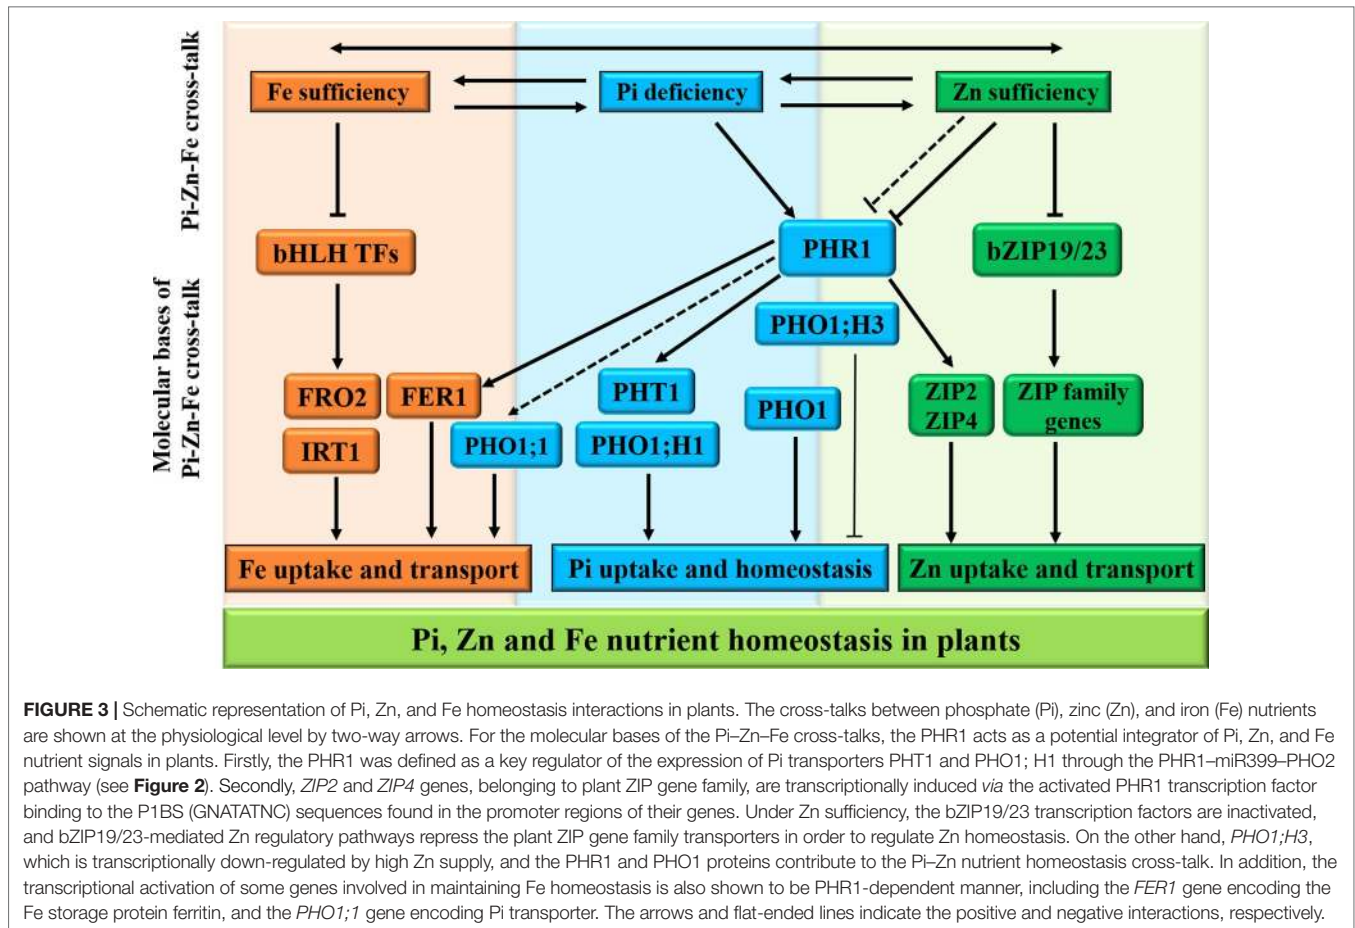 Pi-Zn-Fe cross-talk
Fe sufficiency
Pi deficiency
Zn sufficiency
Molecular bases of
Pi-Zn-Fe cross-talk
bHLH TFs
PHR1
bZIP19/23
PHO1;H3
FRO2
FER1
PHT1
PHO1
ZIP2
ZIP4
ZIP family
genes
IRT1
PHO1;1
PHO1;H1
Fe uptake and transport
Pi uptake and homeostasis
Zn uptake and transport
Pi, Zn and Fe nutrient homeostasis in plants
FIGURE 3 | Schematic representation of Pi, Zn, and Fe homeostasis interactions in plants. The cross-talks between phosphate (Pi), zinc (Zn), and iron (Fe) nutrients
are shown at the physiological level by two-way arrows. For the molecular bases of the Pi–Zn–Fe cross-talks, the PHR1 acts as a potential integrator of Pi, Zn, and Fe
nutrient signals in plants. Firstly, the PHR1 was defined as a key regulator of the expression of Pi transporters PHT1 and PHO1; H1 through the PHR1–miR399–PHO2
pathway (see Figure 2). Secondly, ZIP2 and ZIP4 genes, belonging to plant ZIP gene family, are transcriptionally induced via the activated PHR1 transcription factor
binding to the P1BS (GNATATNC) sequences found in the promoter regions of their genes. Under Zn sufficiency, the bZIP19/23 transcription factors are inactivated,
and bZIP19/23-mediated Zn regulatory pathways repress the plant ZIP gene family transporters in order to regulate Zn homeostasis. On the other hand, PHO1;H3,
which is transcriptionally down-regulated by high Zn supply, and the PHR1 and PHO1 proteins contribute to the Pi–Zn nutrient homeostasis cross-talk. In addition, the
transcriptional activation of some genes involved in maintaining Fe homeostasis is also shown to be PHR1-dependent manner, including the FER1 gene encoding the
Fe storage protein ferritin, and the PHO1;1 gene encoding Pi transporter. The arrows and flat-ended lines indicate the positive and negative interactions, respectively.